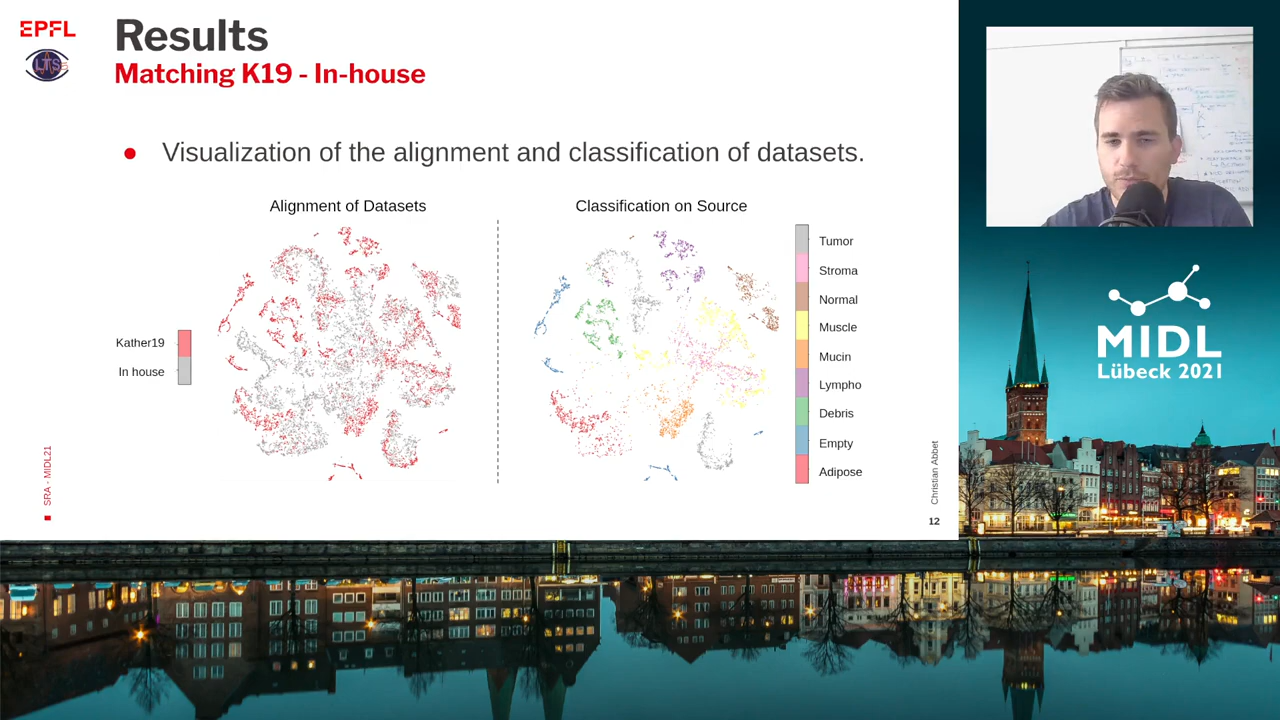 EPFL
LTS5
Results
Matching K19 - In-house
Visualization of the alignment and classification of datasets.
Alignment of Datasets
Classification on Source
Kather19
In house
Tumor
Stroma
Normal
Muscle
Mucin
Lympho
Debris
Empty
Adipose
SRA - MIDL21
Christian Abbet
12
MIDL
Lübeck 2021